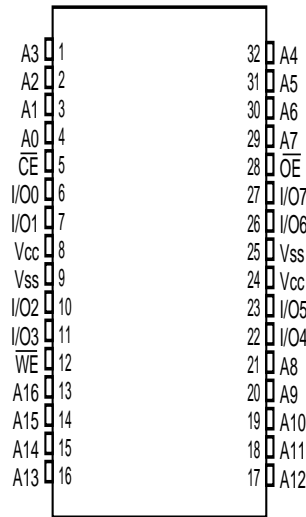 A3 1 32 A4
A2 2 31 A5
A1 3 30 A6
A0 4 29 A7
C̅E̅ 5 28 O̅E̅
I/O0 6 27 I/O7
I/O1 7 26 I/O6
Vcc 8 25 Vss
Vss 9 24 Vcc
I/O2 10 23 I/O5
I/O3 11 22 I/O4
W̅E̅ 12 21 A8
A16 13 20 A9
A15 14 19 A10
A14 15 18 A11
A13 16 17 A12